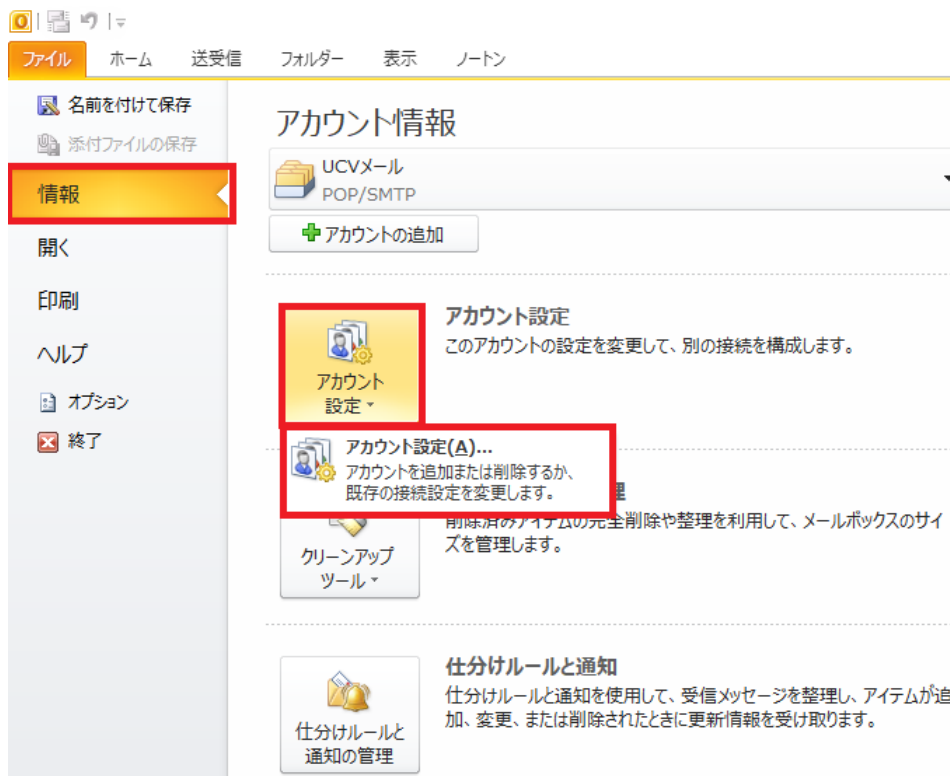 ファイル ホーム 送受信 フォルダー 表示 ノートン
名前を付けて保存
添付ファイルの保存
情報
開く
印刷
ヘルプ
オプション
終了
アカウント情報
UCVメール
POP/SMTP
アカウントの追加
アカウント
設定
アカウント設定
このアカウントの設定を変更して、別の接続を構成します。
アカウント設定(A)...
アカウントを追加または削除するか、
既存の接続設定を変更します。
理
削除済みアイテムの完全削除や整理を利用して、メールボックスのサイ
ズを管理します。
クリーンアップ
ツール
仕分けルールと
通知の管理
仕分けルールと通知
仕分けルールと通知を使用して、受信メッセージを整理し、アイテムが追
加、変更、または削除されたときに更新情報を受け取ります。